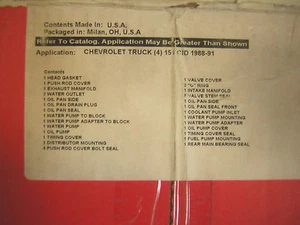 Contents Made In: U.S.A.
Packaged in: Milan, OH, U.S.A
Refer To Catalog. Application May Be Greater Than Shown
Application: CHEVROLET TRUCK (4) 15 CID 1988-91
Contents
1 HEAD GASKET
PUSH ROD COVER
1 EXHAUST MANIFOLD
2 WATER OUTLET
1 OIL PAN SIDE
1 OIL PAN DRAIN PLUG
1 OIL PAN SIDE
1 WATER PUMP TO BLOCK
1 WATER PUMP ADAPTER TO BLOCK
1 WATER PUMP
1 OIL PUMP
1 TIMING COVER
1 DISTRIBUTOR MOUNTING
PUSH ROD COVER BOLT SEAL
1 VALVE COVER
RING
1 INTAKE MANIFOLD
VALVE STEM SEAL
1 OIL PAN SIDE
1 OIL PAN SEAL FRONT
1 COOLANT PUMP INLET
1 WATER PUMP MOUNTING
1 WATER PUMP ADAPTER
1 OIL PUMP COVER
1 TIMING COVER SEAL
1 FUEL PUMP MOUNTING
1 REAR MAIN BEARING SEAL